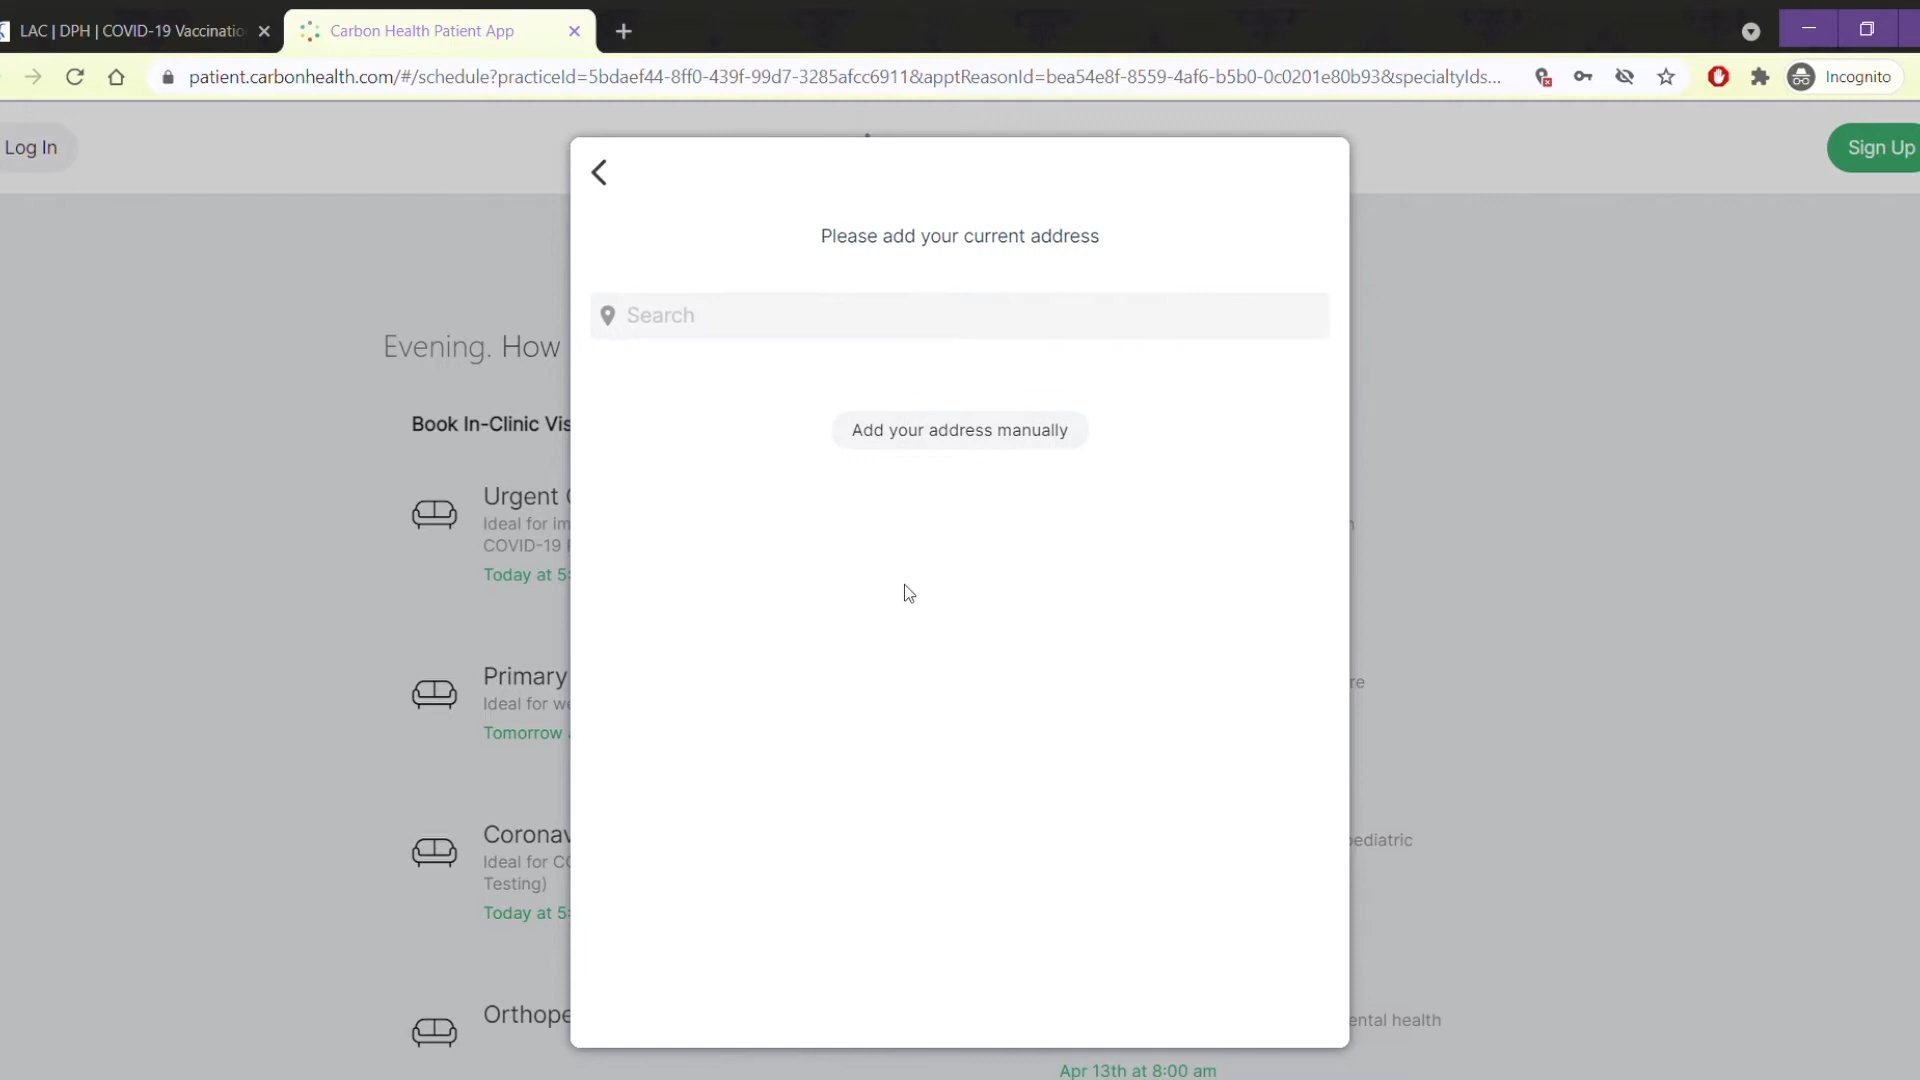 LAC | DPH | COVID-19 Vaccinatio
Carbon Health Patient App
patient.carbonhealth.com/#/schedule?practiceId=5bdaef44-8ff0-439f-99d7-3285afcc6911&apptReasonId=bea54e8f-8559-4af6-b5b0-0c0201e80b93&specialtyIds...
Incognito
Log In
Sign Up
Please add your current address
Search
Evening. How
Add your address manually
Book In-Clinic Vis
Urgent C
Ideal for im
COVID-19 
Today at 5:
Primary
Ideal for we
re
Tomorrow
Coronav
Ideal for CO
pediatric
Testing)
Today at 5:
Orthope
ental health
Apr 13th at 8:00 am